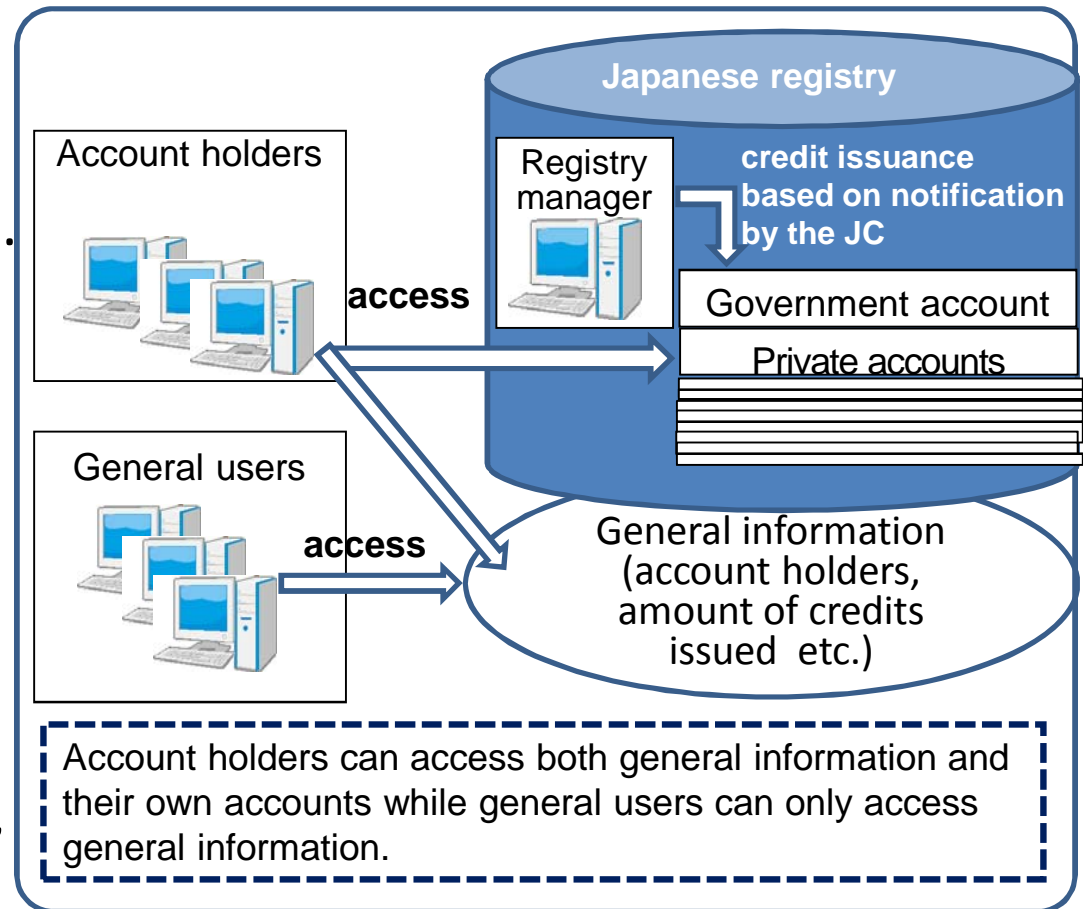 Japanese registry
Account holders
Registry
manager
credit issuance
based on notification
by the JC
.
access
Government account
Private accounts
General users
access
General information
(account holders,
amount of credits
issued etc.)
Account holders can access both general information and
their own accounts while general users can only access
general information.
,